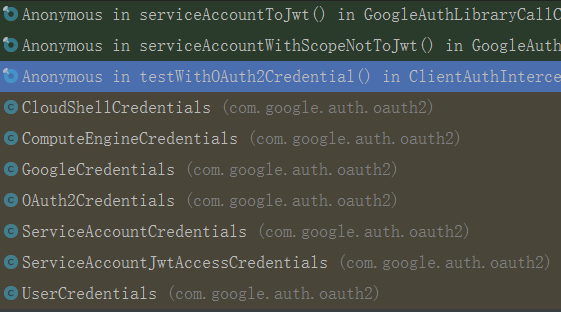 Anonymous in serviceAccountToJwt() in GoogleAuthLibraryCallC
Anonymous in serviceAccountWithScopeNotToJwt() in GoogleAuth
Anonymous in testWithOAuth2Credential() in ClientAuthInterce
CloudShellCredentials (com.google.auth.oauth2)
ComputeEngineCredentials (com.google.auth.oauth2)
GoogleCredentials (com.google.auth.oauth2)
OAuth2Credentials (com.google.auth.oauth2)
ServiceAccountCredentials (com.google.auth.oauth2)
ServiceAccountJwtAccessCredentials (com.google.auth.oauth2)
UserCredentials (com.google.auth.oauth2)